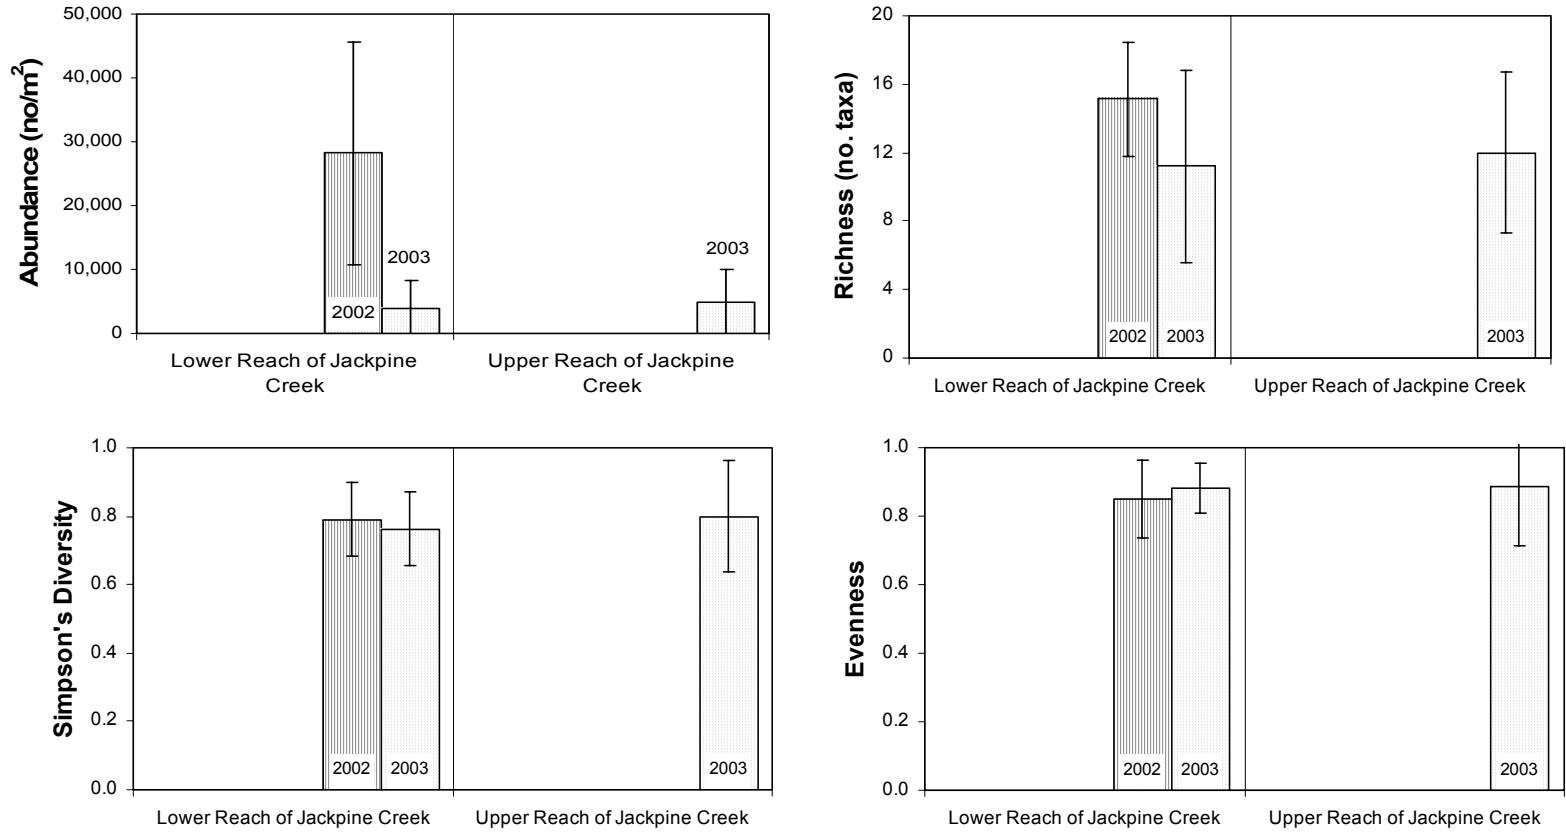 Abundance (no/m²)
50,000
40,000
30,000
20,000
10,000
0
2002
2003
2003
Lower Reach of Jackpine
Creek
Upper Reach of Jackpine
Creek
Richness (no. taxa)
20
16
12
8
4
0
2002
2003
2003
Lower Reach of Jackpine Creek
Upper Reach of Jackpine Creek
Simpson's Diversity
1.0
0.8
0.6
0.4
0.2
0.0
2002
2003
2003
Lower Reach of Jackpine Creek
Upper Reach of Jackpine Creek
Evenness
1.0
0.8
0.6
0.4
0.2
0.0
2002
2003
2003
Lower Reach of Jackpine Creek
Upper Reach of Jackpine Creek